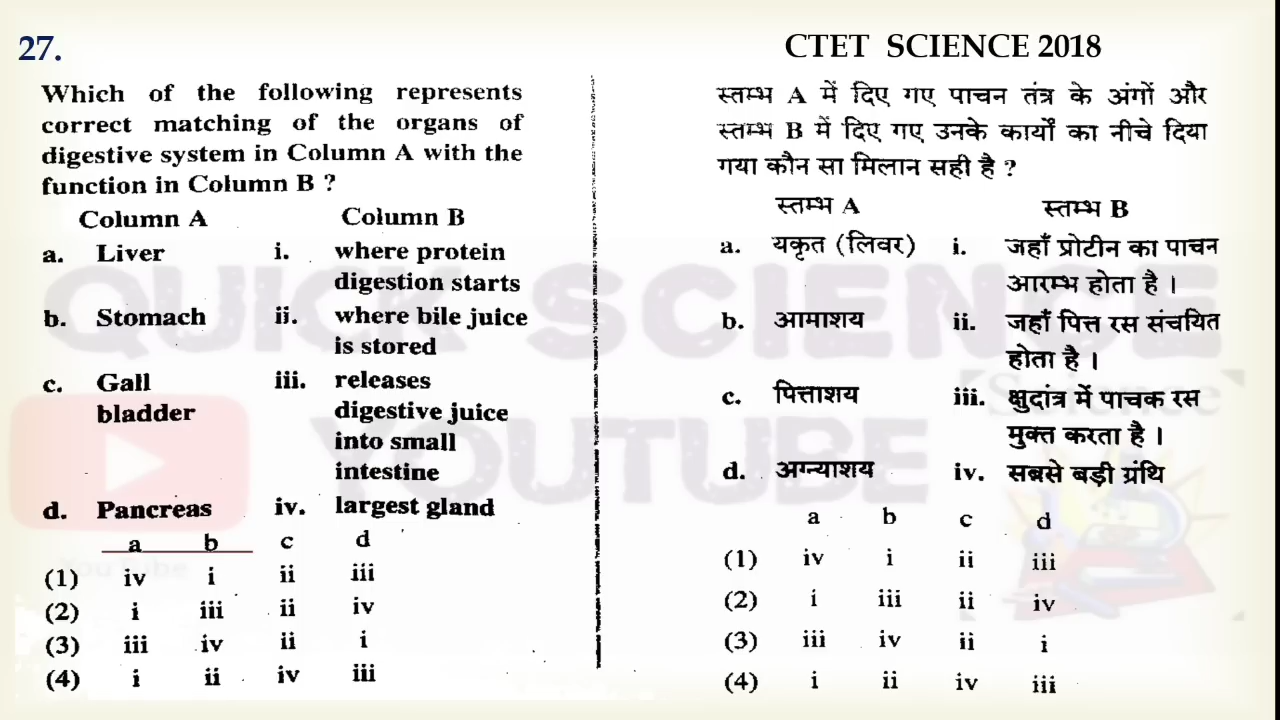 27.
CTET SCIENCE 2018
Which of the following represents
correct matching of the organs of
digestive system in Column A with the
function in Column B ?
Column A Column B
a. Liver i. where protein
digestion starts
b. Stomach ii. where bile juice
is stored
c. Gall iii. releases
bladder digestive juice
into small
intestine
d. Pancreas iv. largest gland
a b c d
(1) iv i ii iii
(2) i iii ii iv
(3) iii iv ii i
(4) i ii iv iii
स्तम्भ A में दिए गए पाचन तंत्र के अंगों और
स्तम्भ B में दिए गए उनके कार्यों का नीचे दिया
गया कौन सा मिलान सही है ?
स्तम्भ A स्तम्भ B
a. यकृत (लिवर) i. जहाँ प्रोटीन का पाचन
आरम्भ होता है ।
b. आमाशय ii. जहाँ पित्त रस संचयित
होता है ।
c. पित्ताशय iii. क्षुदांत्र में पाचक रस
मुक्त करता है ।
d. अग्न्याशय iv. सबसे बड़ी ग्रंथि
a b c d
(1) iv i ii iii
(2) i iii ii iv
(3) iii iv ii i
(4) i ii iv iii
QUICK SCIENCE
YOUTUBE
YouTube
Science